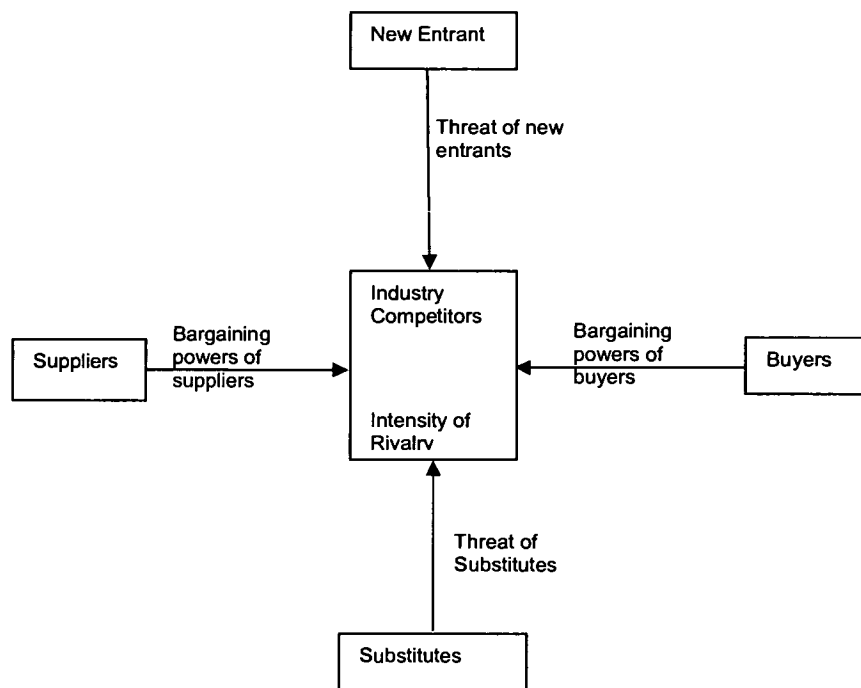 New Entrant
Threat of new
entrants
Industry
Competitors
Bargaining
powers of
suppliers
Bargaining
powers of
buyers
Suppliers
Buyers
Intensity of
Rivalry
Threat of
Substitutes
Substitutes